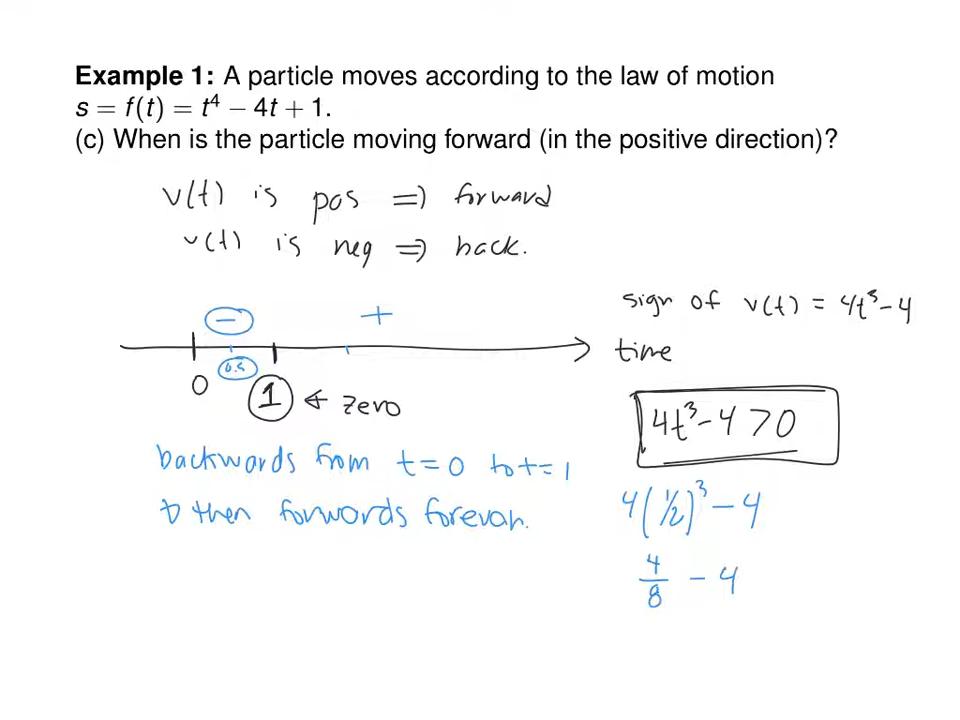 Example 1: A particle moves according to the law of motion
s = f(t) = t⁴ − 4t + 1.
(c) When is the particle moving forward (in the positive direction)?
v(t) is pos ⇒ forward
v(t) is neg ⇒ back.
sign of v(t) = 4t³ − 4
− +
time
0 0.5 1 ← zero
4t³ − 4 > 0
backwards from t = 0 to t = 1
then forwards forevah.
4(1/2)³ − 4
4/8 − 4